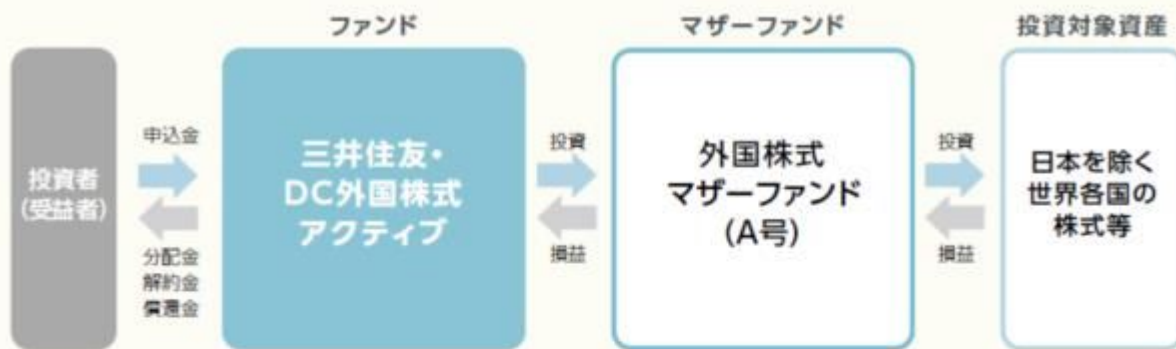 ファンド
マザーファンド
投資対象資産
投資者
(受益者)
申込金
分配金
解約金
償還金
三井住友・
DC外国株式
アクティブ
投資
損益
外国株式
マザーファンド
(A号)
投資
損益
日本を除く
世界各国の
株式等